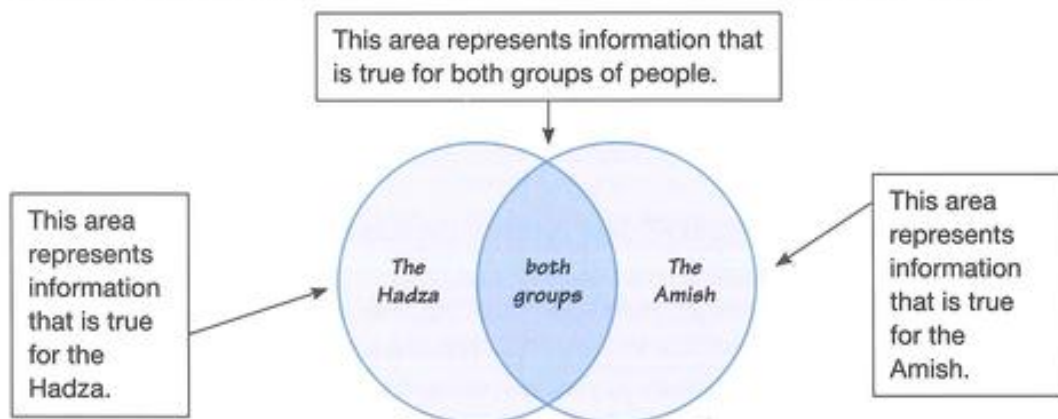 This area represents information that
is true for both groups of people.
This area
represents
information
that is true
for the
Hadza.
The
Hadza
both
groups
The
Amish
This area
represents
information
that is true
for the
Amish.